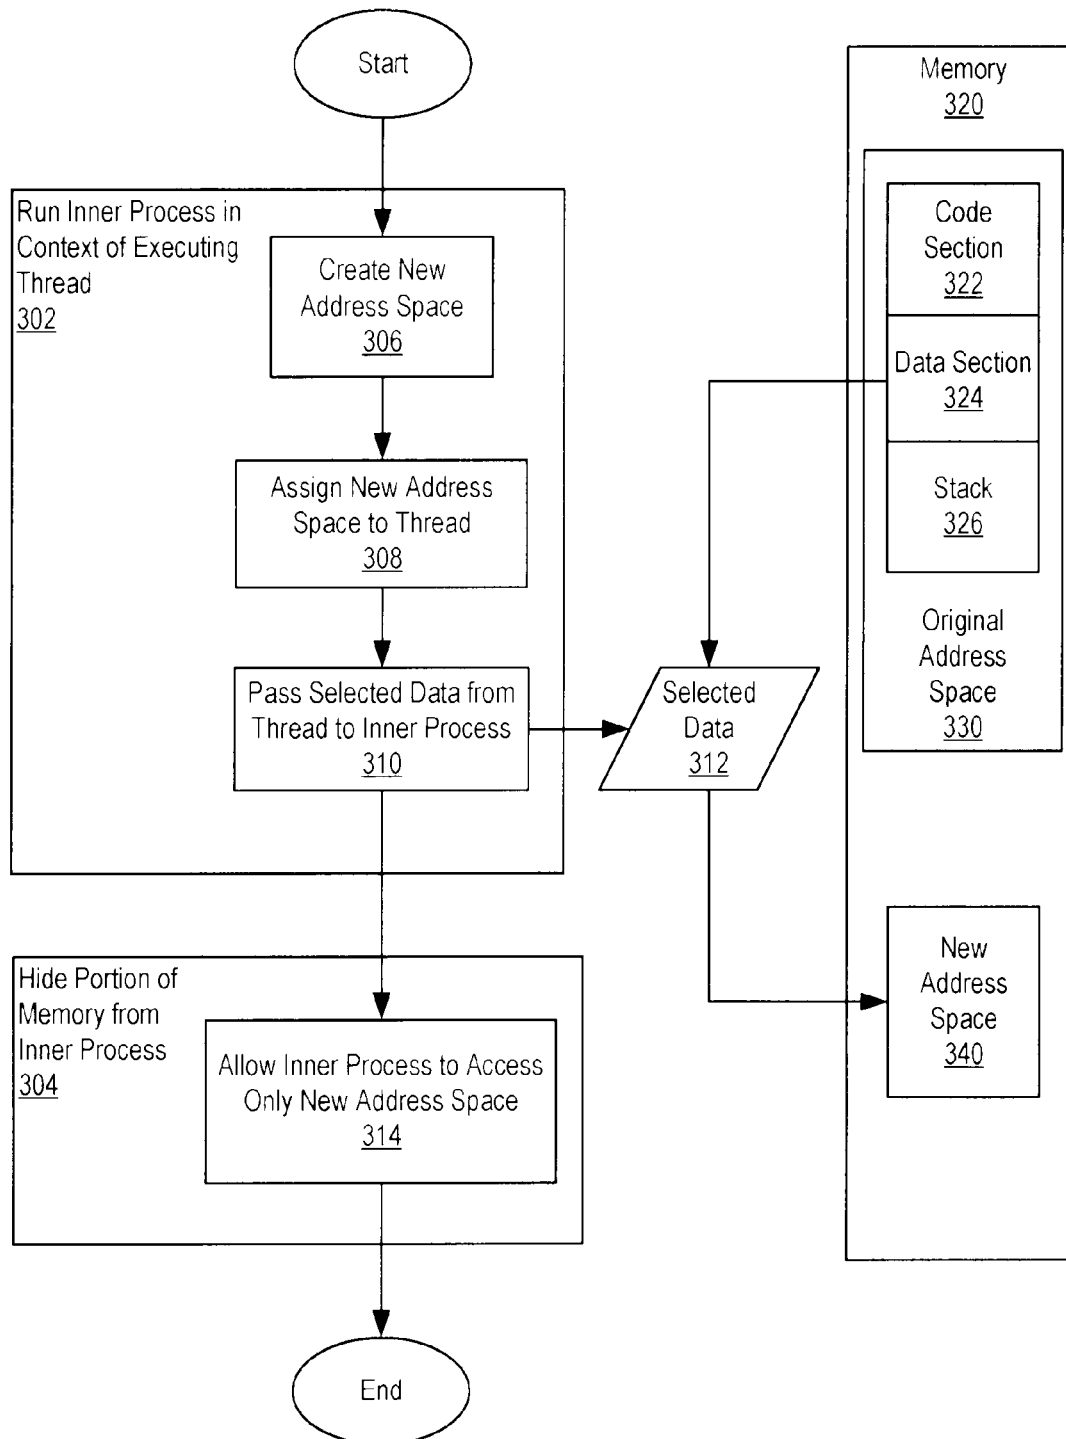 Start
Run Inner Process in
Context of Executing
Thread
302
Create New
Address Space
306
Assign New Address
Space to Thread
308
Pass Selected Data from
Thread to Inner Process
310
Selected
Data
312
Memory
320
Code
Section
322
Data Section
324
Stack
326
Original
Address
Space
330
New
Address
Space
340
Hide Portion of
Memory from
Inner Process
304
Allow Inner Process to Access
Only New Address Space
314
End